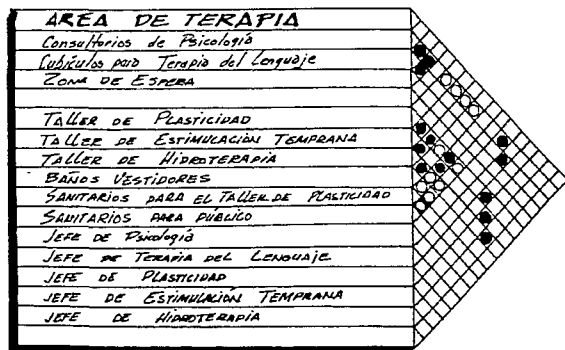 AREA DE TERAPIA
Consultorios de Psicología
Cubículos para Terapia del Lenguaje
ZONA DE ESPERA
TALLER DE PLASTICIDAD
TALLER DE ESTIMULACIÓN TEMPRANA
TALLER DE HIDROTERAPIA
BAÑOS VESTIDORES
SANITARIOS PARA EL TALLER DE PLASTICIDAD
SANITARIOS PARA PÚBLICO
JEFE DE Psicología
JEFE DE TERAPIA DEL LENGUAJE
JEFE DE PLASTICIDAD
JEFE DE ESTIMULACIÓN TEMPRANA
JEFE DE HIDROTERAPIA